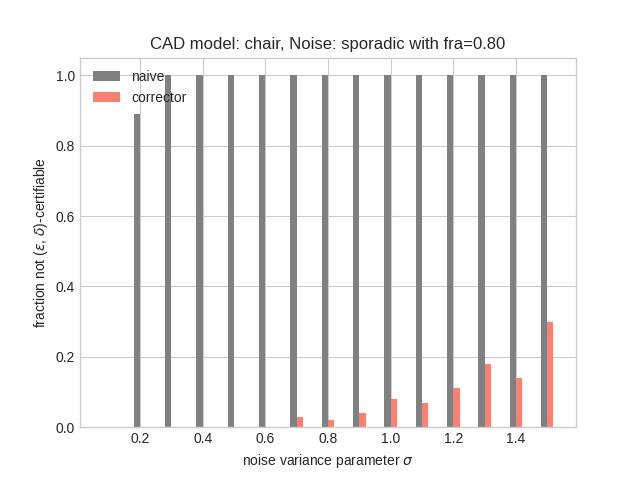 CAD model: chair, Noise: sporadic with fra=0.80
naive
corrector
fraction not (ε, δ)-certifiable
1.0
0.8
0.6
0.4
0.2
0.0
0.2 0.4 0.6 0.8 1.0 1.2 1.4
noise variance parameter σ